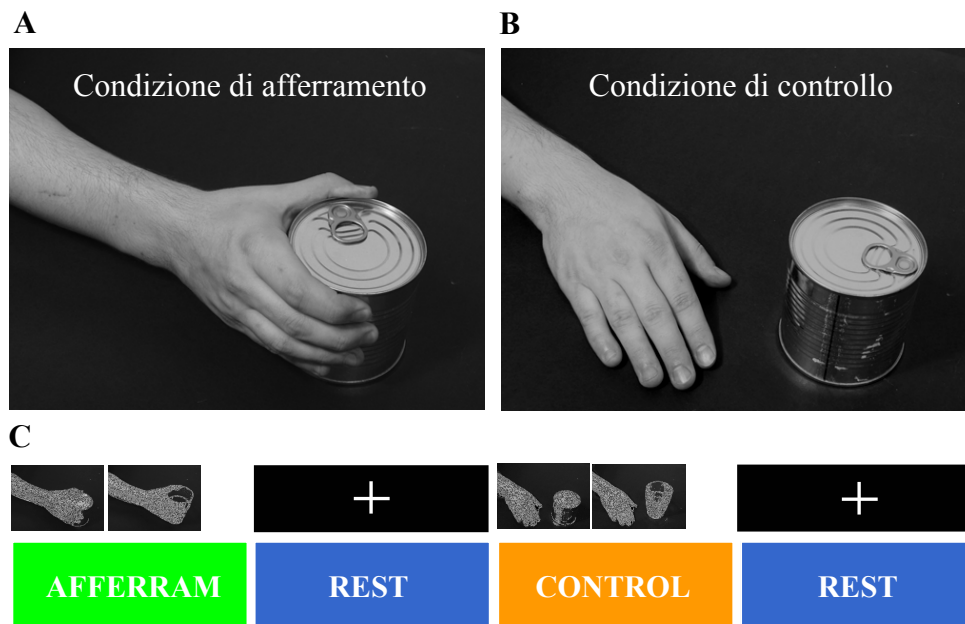 A
B
Condizione di afferramento
Condizione di controllo
C
AFFERRAM
REST
CONTROL
REST